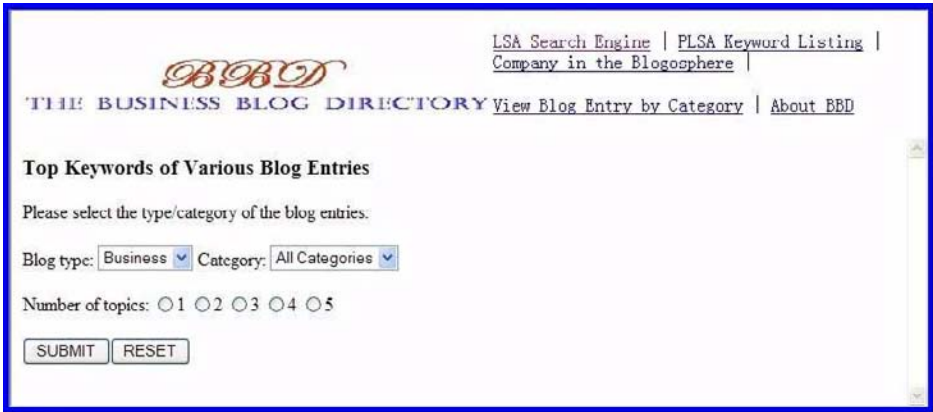 BBD
THE BUSINESS BLOG DIRECTORY
LSA Search Engine | PLSA Keyword Listing |
Company in the Blogosphere |
View Blog Entry by Category | About BBD
Top Keywords of Various Blog Entries
Please select the type/category of the blog entries.
Blog type: Business Category: All Categories
Number of topics: 1 2 3 4 5
SUBMIT RESET